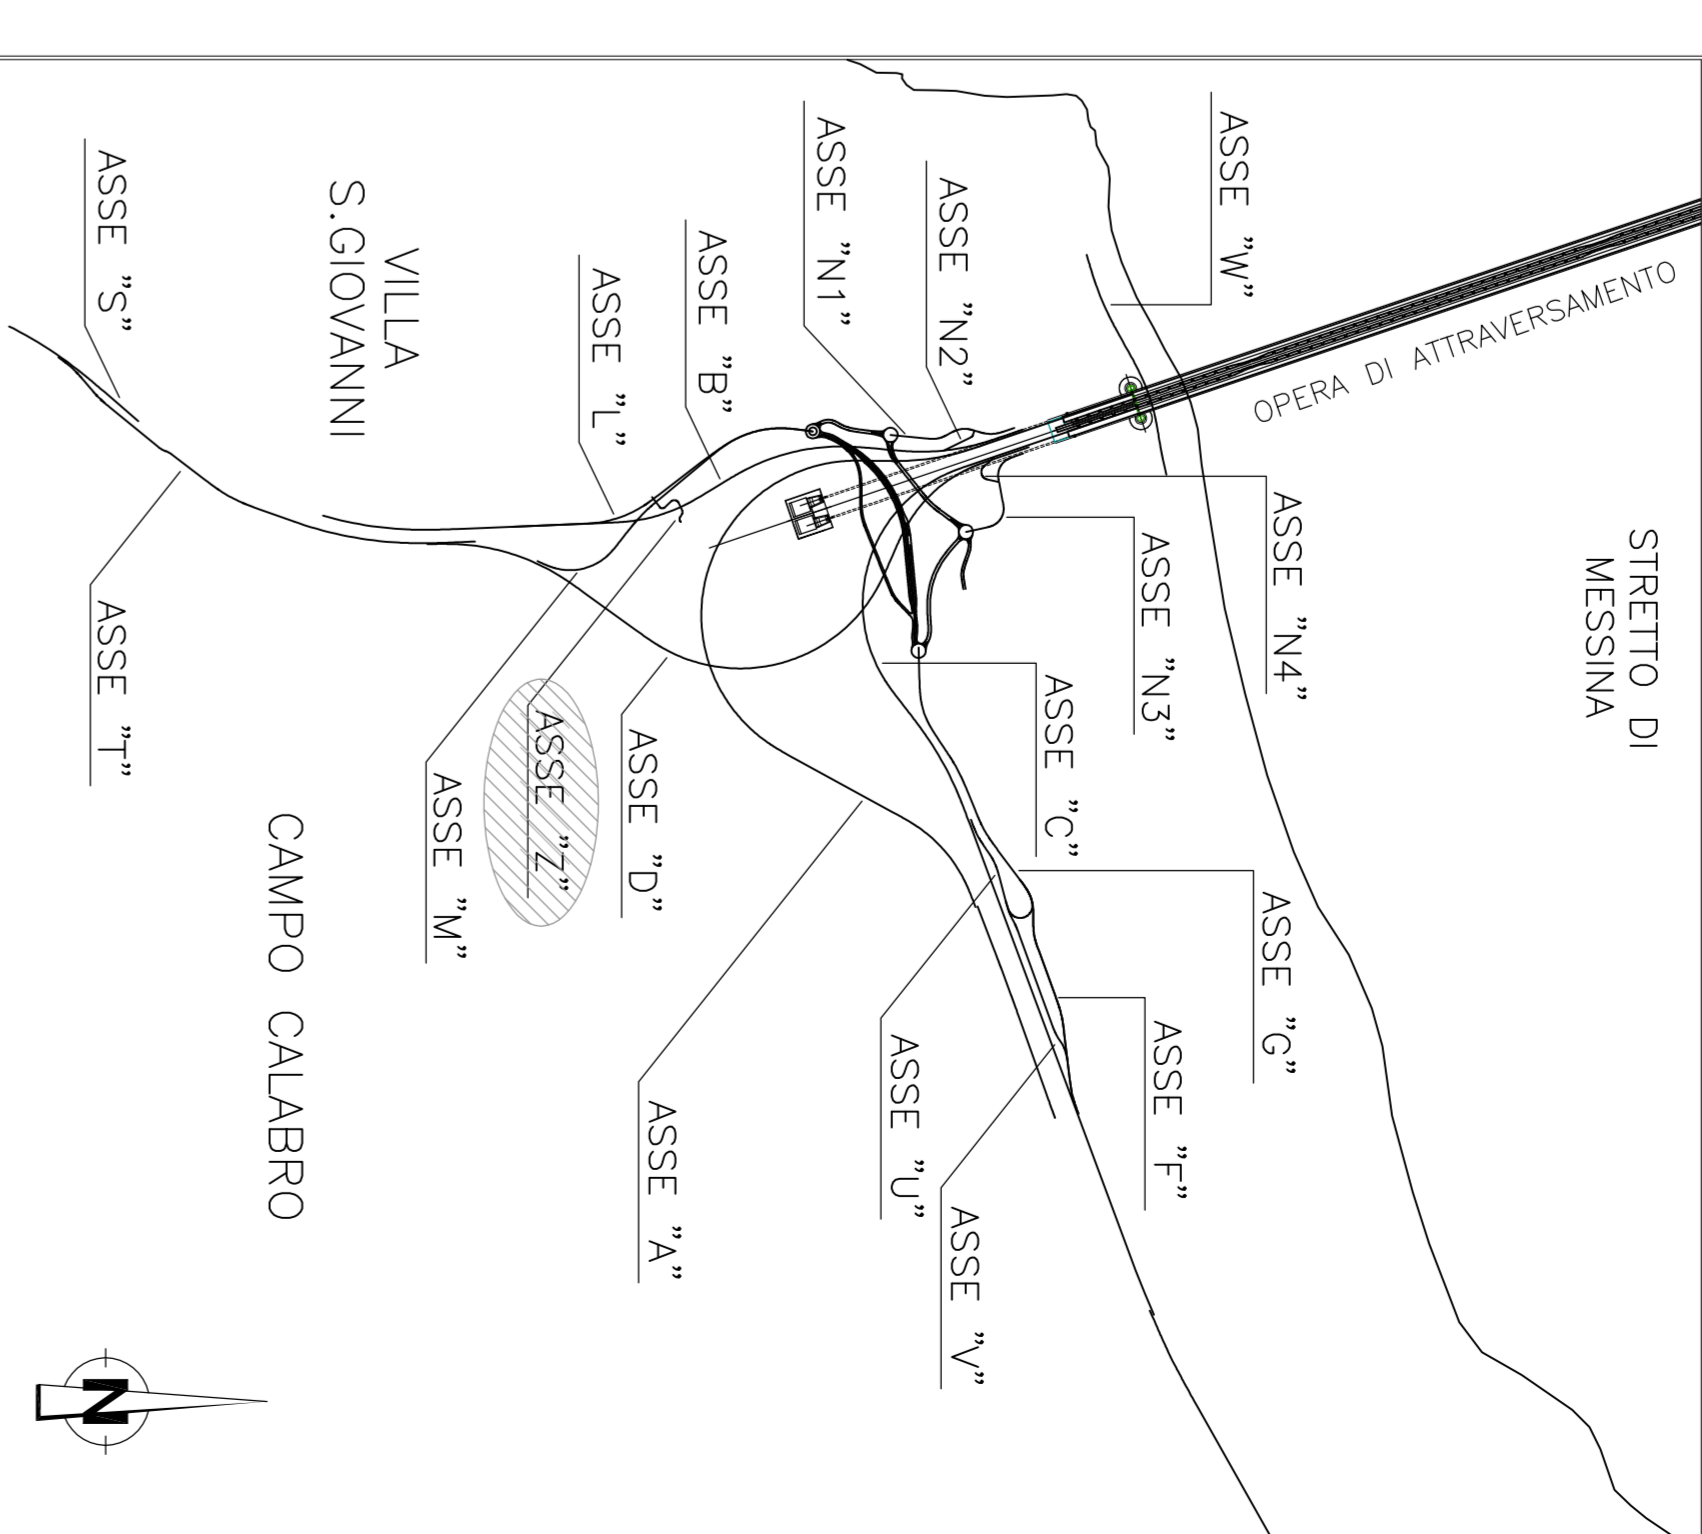 STRETTO DI
MESSINA
OPERA DI ATTRAVERSAMENTO
ASSE "W"
ASSE "N4"
ASSE "G"
ASSE "N3"
ASSE "F"
ASSE "C"
ASSE "N2"
ASSE "V"
ASSE "N1"
ASSE "U"
ASSE "B"
ASSE "A"
ASSE "D"
ASSE "L"
ASSE "Z"
ASSE "M"
VILLA
S.GIOVANNI
CAMPO CALABRO
ASSE "S"
ASSE "T"
N